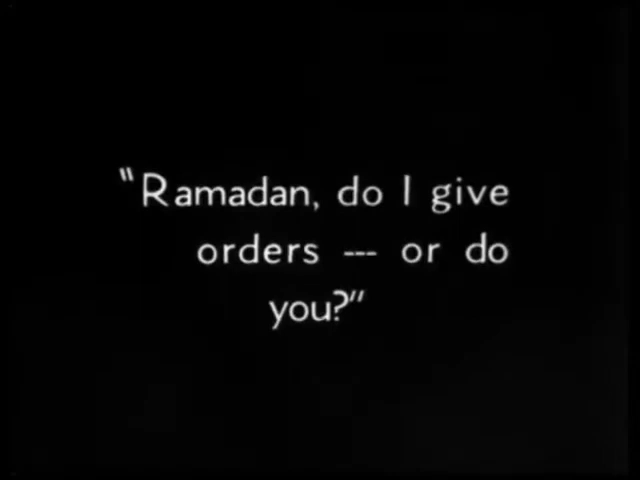 "Ramadan, do I give
orders --- or do
you?"